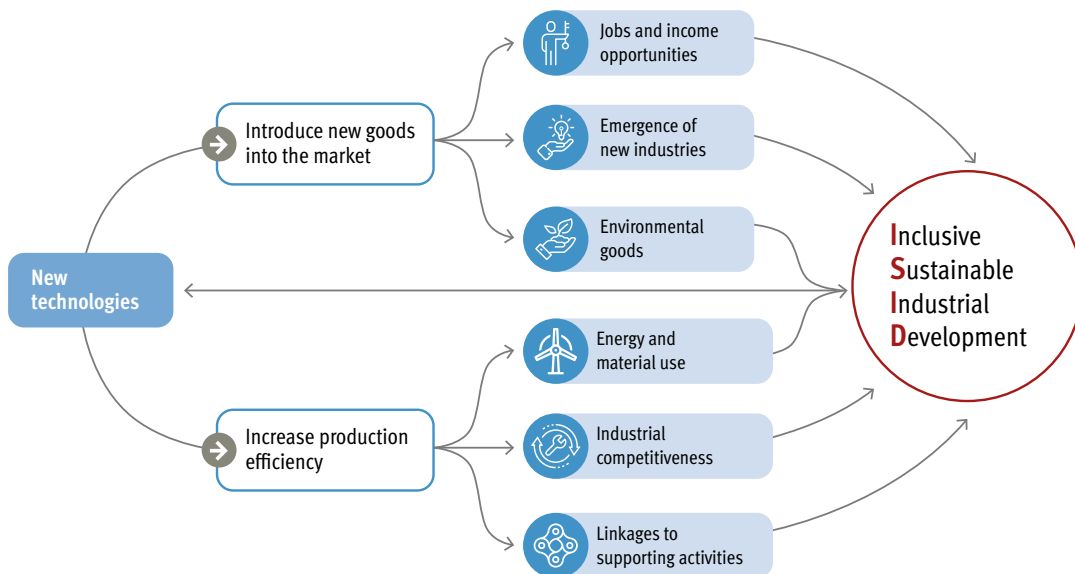 New
technologies
Introduce new goods
into the market
Increase production
efficiency
Jobs and income
opportunities
Emergence of
new industries
Environmental
goods
Energy and
material use
Industrial
competitiveness
Linkages to
supporting activities
Inclusive
Sustainable
Industrial
Development